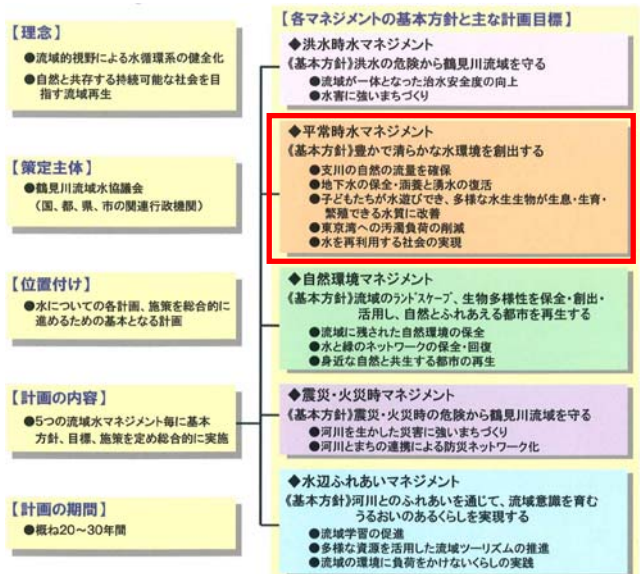 【理念】
●流域的視野による水循環系の健全化
●自然と共存する持続可能な社会を目
指す流域再生
【策定主体】
●鶴見川流域水協議会
(国、都、県、市の関連行政機関)
【位置付け】
●水についての各計画、施策を総合的に
進めるための基本となる計画
【計画の内容】
●5つの流域水マネジメント毎に基本
方針、目標、施策を定め総合的に実施
【計画の期間】
●概ね20～30年間
【各マネジメントの基本方針と主な計画目標】
◆洪水時水マネジメント
《基本方針》洪水の危険から鶴見川流域を守る
●流域が一体となった治水安全度の向上
●水害に強いまちづくり
◆平常時水マネジメント
《基本方針》豊かで清らかな水環境を創出する
●支川の自然の流量を確保
●地下水の保全・涵養と湧水の復活
●子どもたちが水遊びでき、多様な水生生物が生息・生育・
繁殖できる水質に改善
●東京湾への汚濁負荷の削減
●水を再利用する社会の実現
◆自然環境マネジメント
《基本方針》流域のランドスケープ、生物多様性を保全・創出・
活用し、自然とふれあえる都市を再生する
●流域に残された自然環境の保全
●水と緑のネットワークの保全・回復
●身近な自然と共生する都市の再生
◆震災・火災時マネジメント
《基本方針》震災・火災時の危険から鶴見川流域を守る
●河川を生かした災害に強いまちづくり
●河川とまちの連携による防災ネットワーク化
◆水辺ふれあいマネジメント
《基本方針》河川とのふれあいを通じて、流域意識を育む
うるおいのあるくらしを実現する
●流域学習の促進
●多様な資源を活用した流域ツーリズムの推進
●流域の環境に負荷をかけないくらしの実践